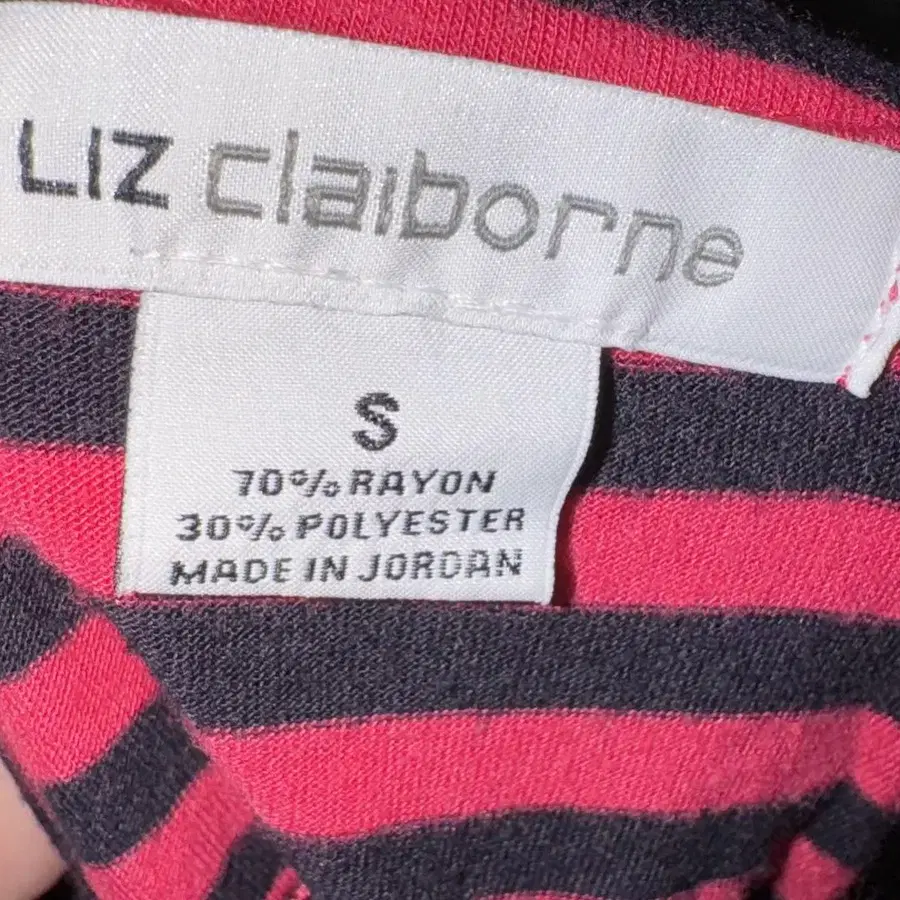 LIZ claiborne
S
70% RAYON
30% POLYESTER
MADE IN JORDAN